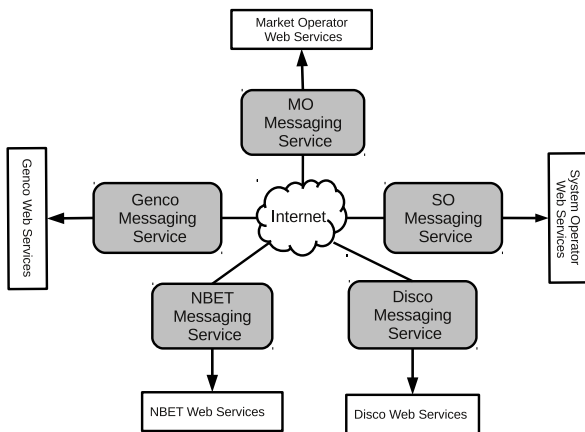 Market Operator
Web Services
MO
Messaging
Service
Genco Web Services
Genco
Messaging
Service
Internet
SO
Messaging
Service
System Operator
Web Services
NBET
Messaging
Service
Disco
Messaging
Service
NBET Web Services
Disco Web Services